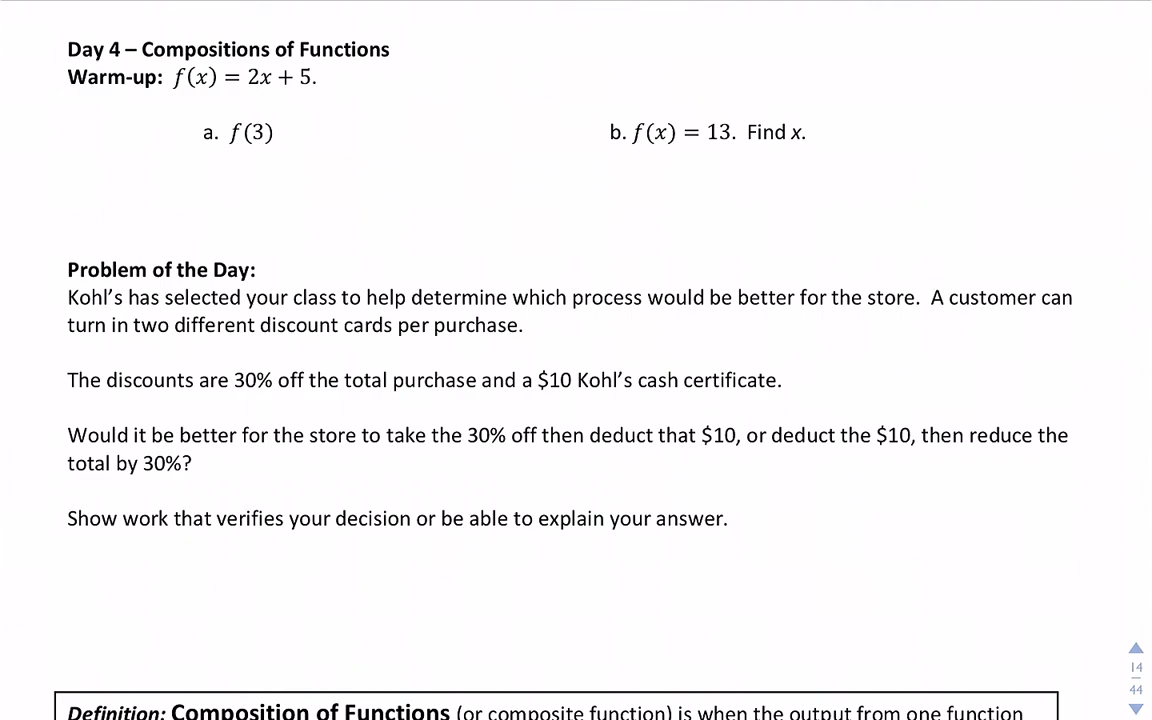 Day 4 – Compositions of Functions
Warm-up: f(x) = 2x + 5.
a. f(3)
b. f(x) = 13. Find x.
Problem of the Day:
Kohl’s has selected your class to help determine which process would be better for the store. A customer can
turn in two different discount cards per purchase.
The discounts are 30% off the total purchase and a $10 Kohl’s cash certificate.
Would it be better for the store to take the 30% off then deduct that $10, or deduct the $10, then reduce the
total by 30%?
Show work that verifies your decision or be able to explain your answer.
14
44
Definition: Composition of Functions (or composite function) is when the output from one function